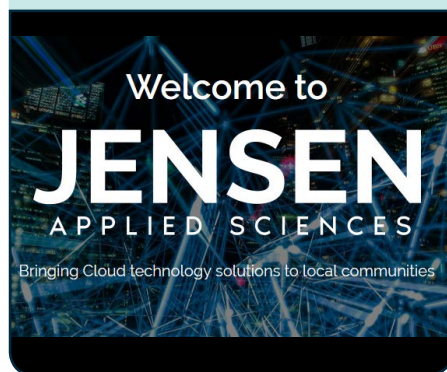 Welcome to
JENSEN
APPLIED SCIENCES
Bringing Cloud technology solutions to local communities